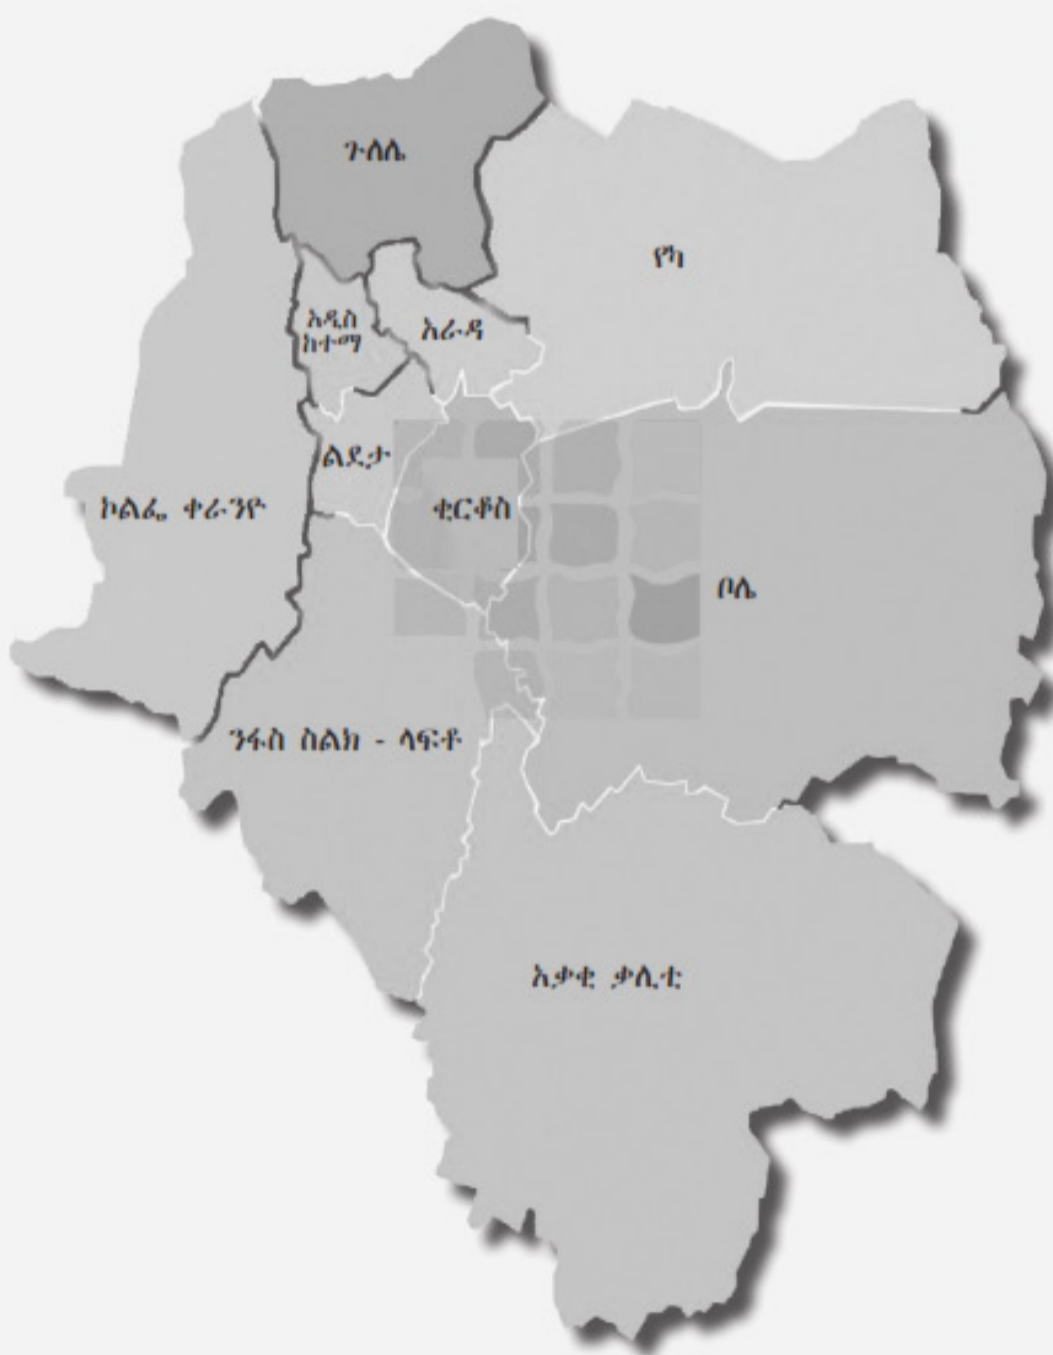 ጉለሌ
የካ
አዲስ
ከተማ
አራዳ
ልደታ
ኮልፌ ቀራንዮ
ቂርቆስ
ቦሌ
ንፋስ ስልክ - ላፍቶ
አቃቂ ቃሊቲ